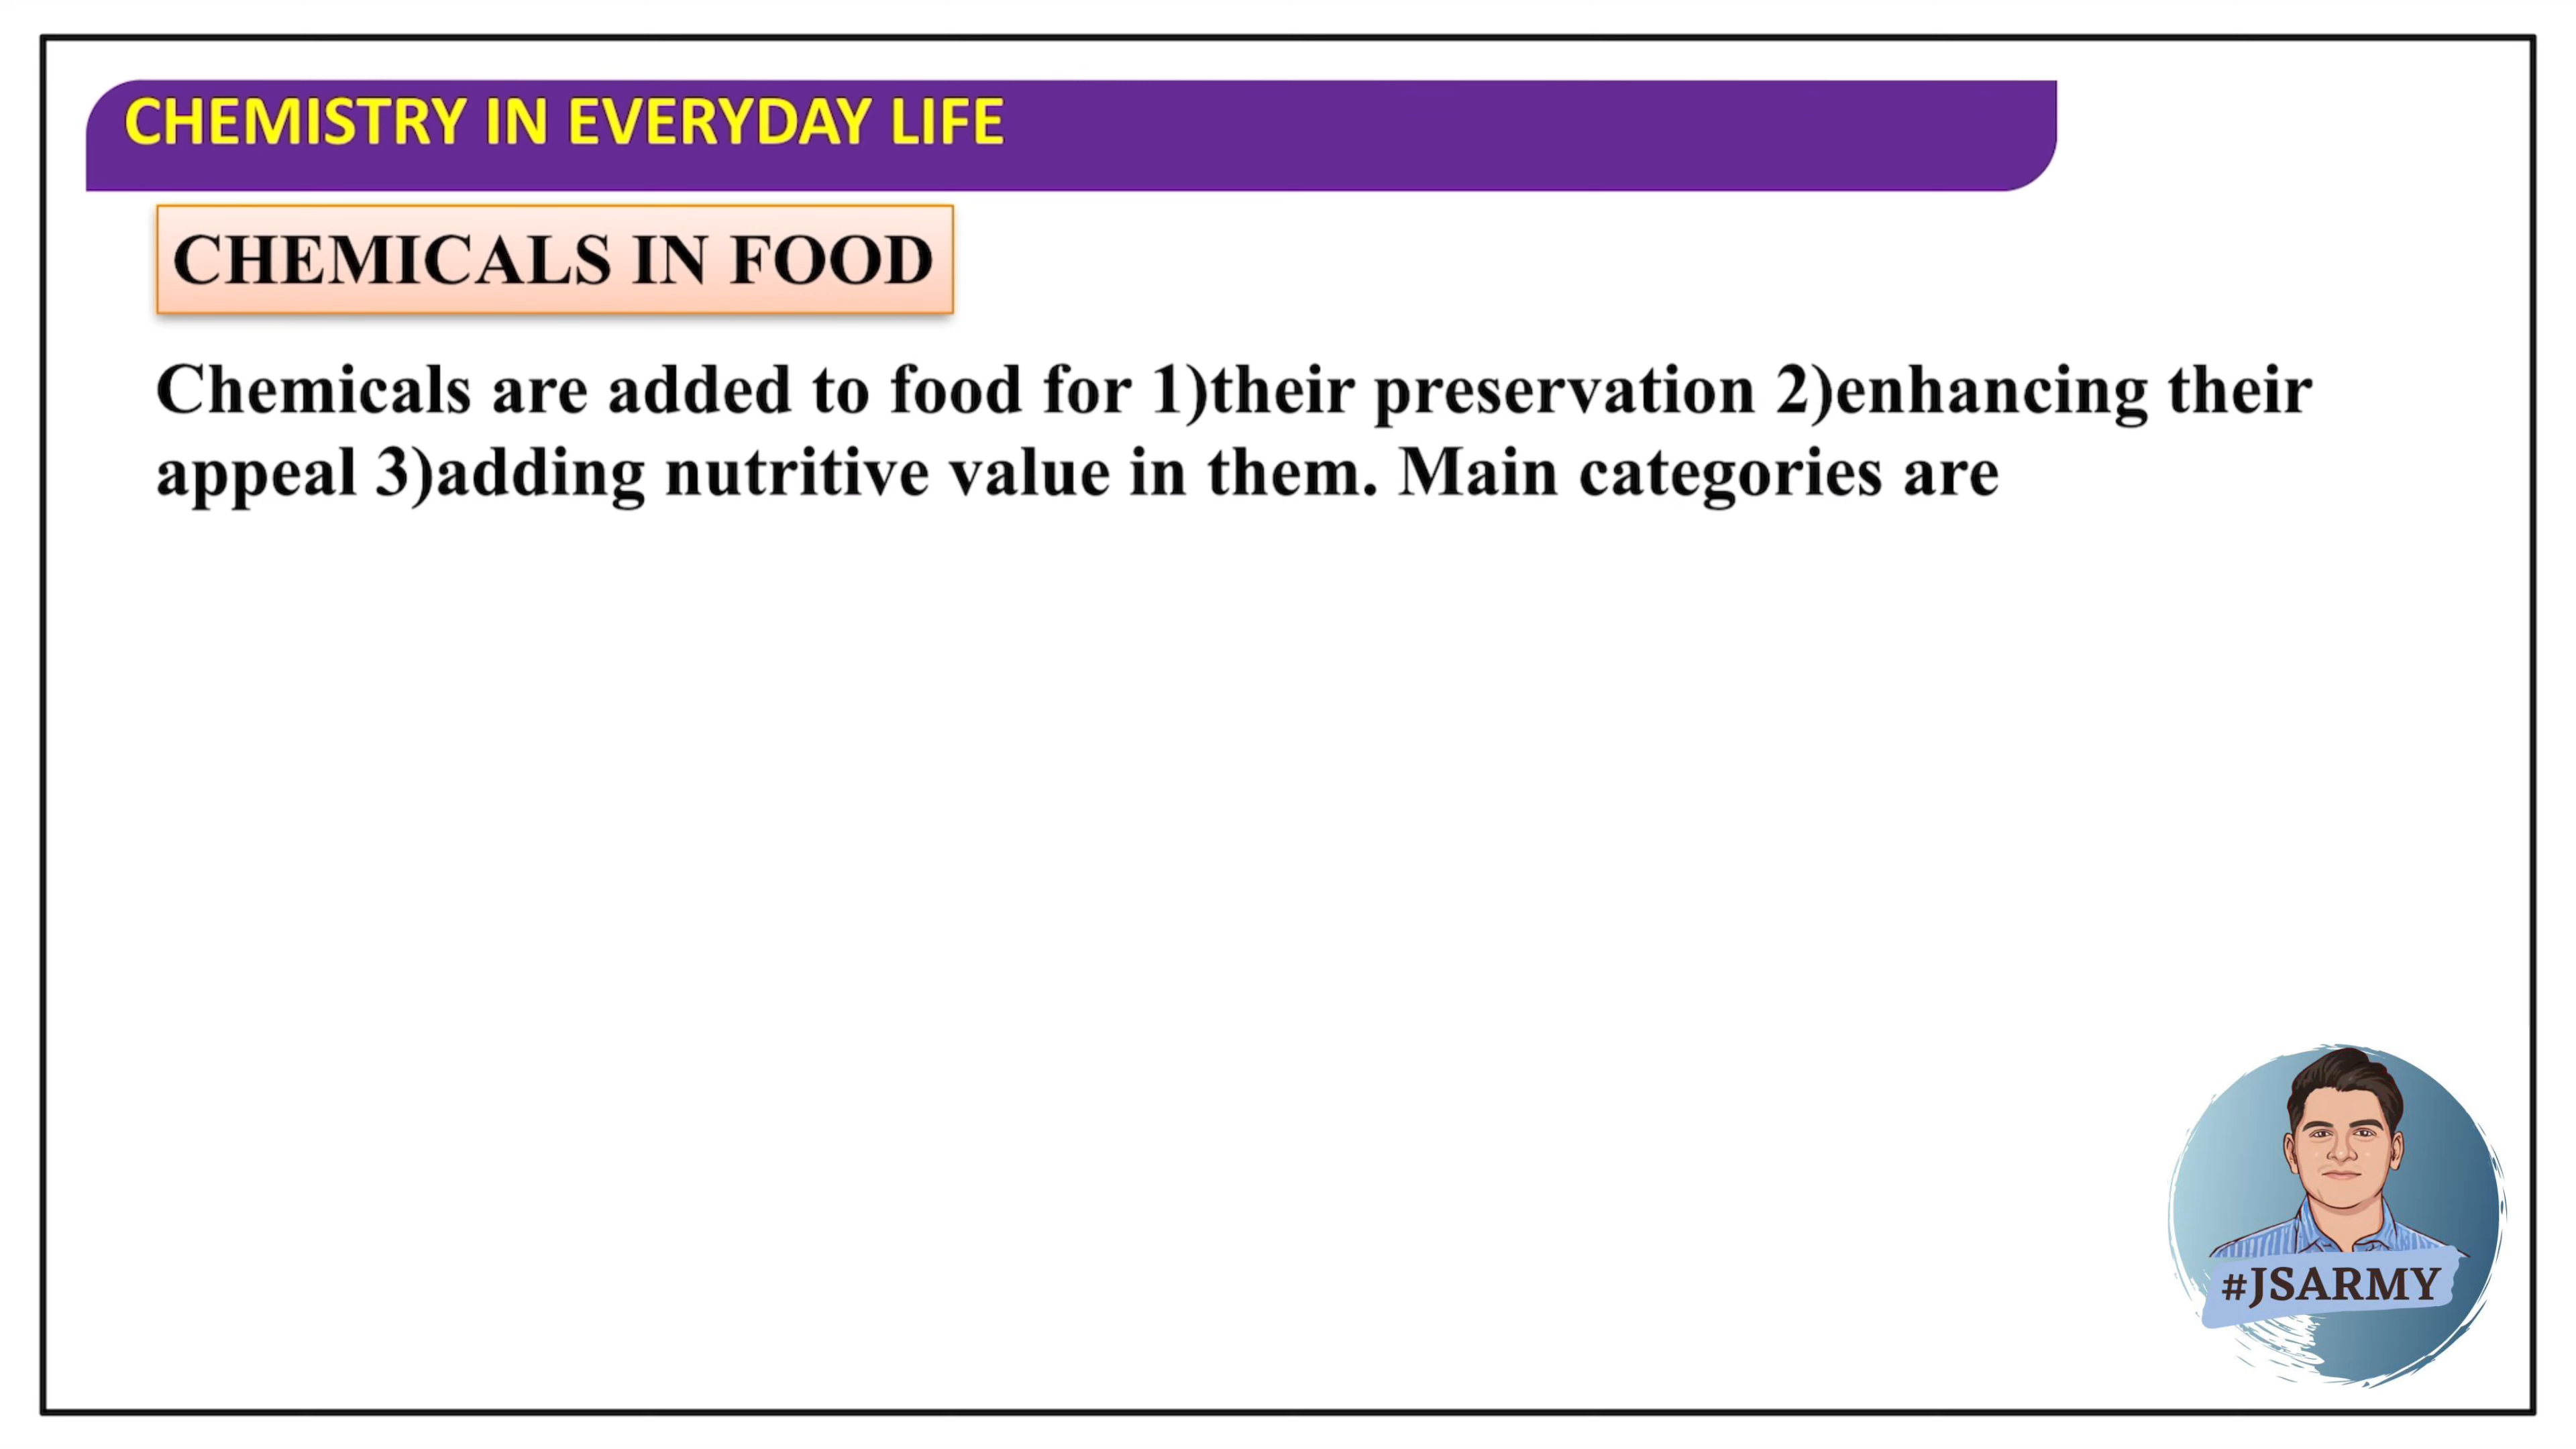 CHEMISTRY IN EVERYDAY LIFE
CHEMICALS IN FOOD
Chemicals are added to food for 1)their preservation 2)enhancing their
appeal 3)adding nutritive value in them. Main categories are
#JSARMY